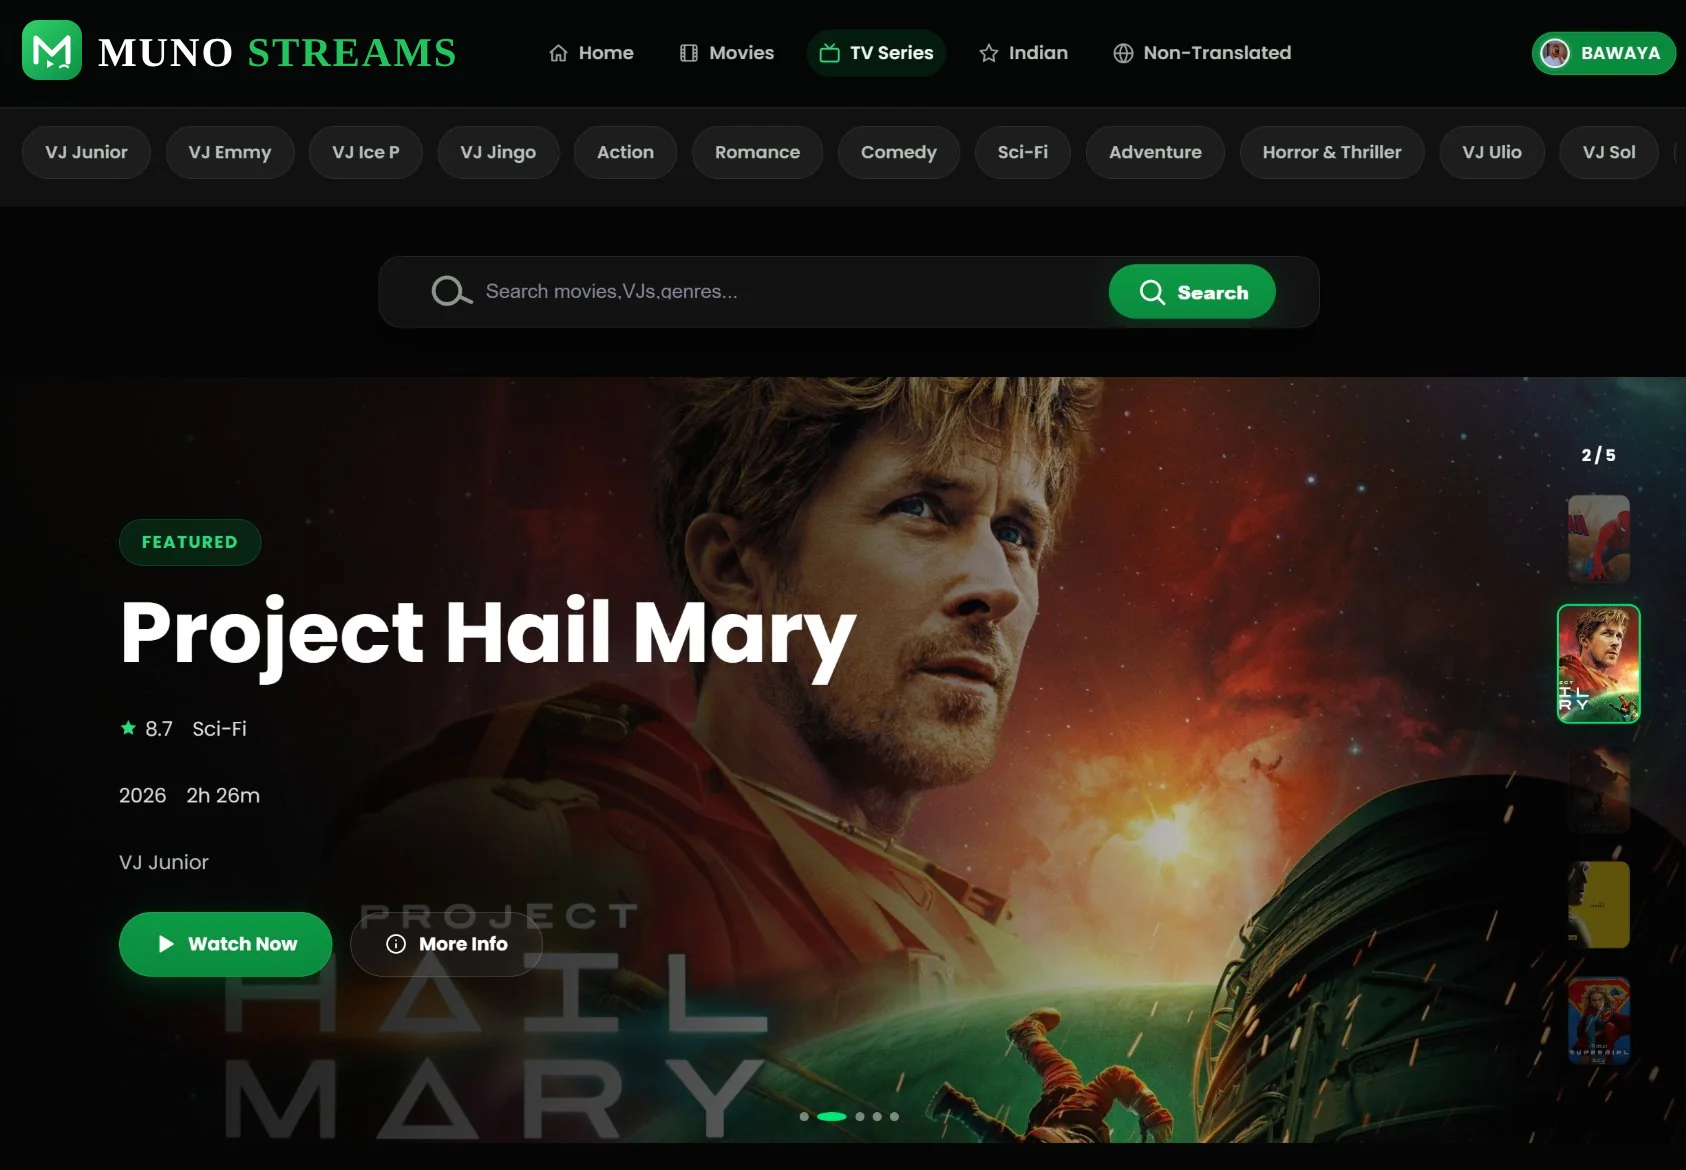 MUNO STREAMS
Home
Movies
TV Series
Indian
Non-Translated
BAWAYA
VJ Junior
VJ Emmy
VJ Ice P
VJ Jingo
Action
Romance
Comedy
Sci-Fi
Adventure
Horror & Thriller
VJ Ulio
VJ Sol
Search movies,VJs,genres...
Search
2 / 5
FEATURED
Project Hail Mary
8.7 Sci-Fi
2026 2h 26m
VJ Junior
Watch Now
More Info
PROJECT
HAIL
MARY
SUPERGIRL